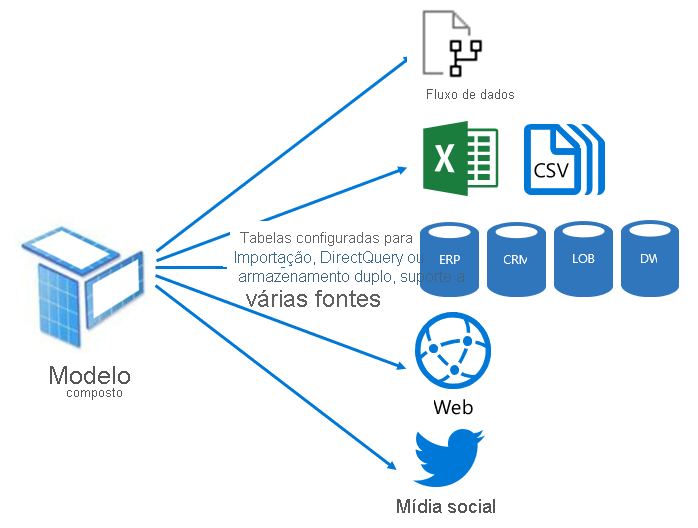 Fluxo de dados
X
CSV
Tabelas configuradas para
Importação, DirectQuery ou
armazenamento duplo, suporte a
várias fontes
ERP
CRM
LOB
DW
Modelo
composto
Web
Mídia social